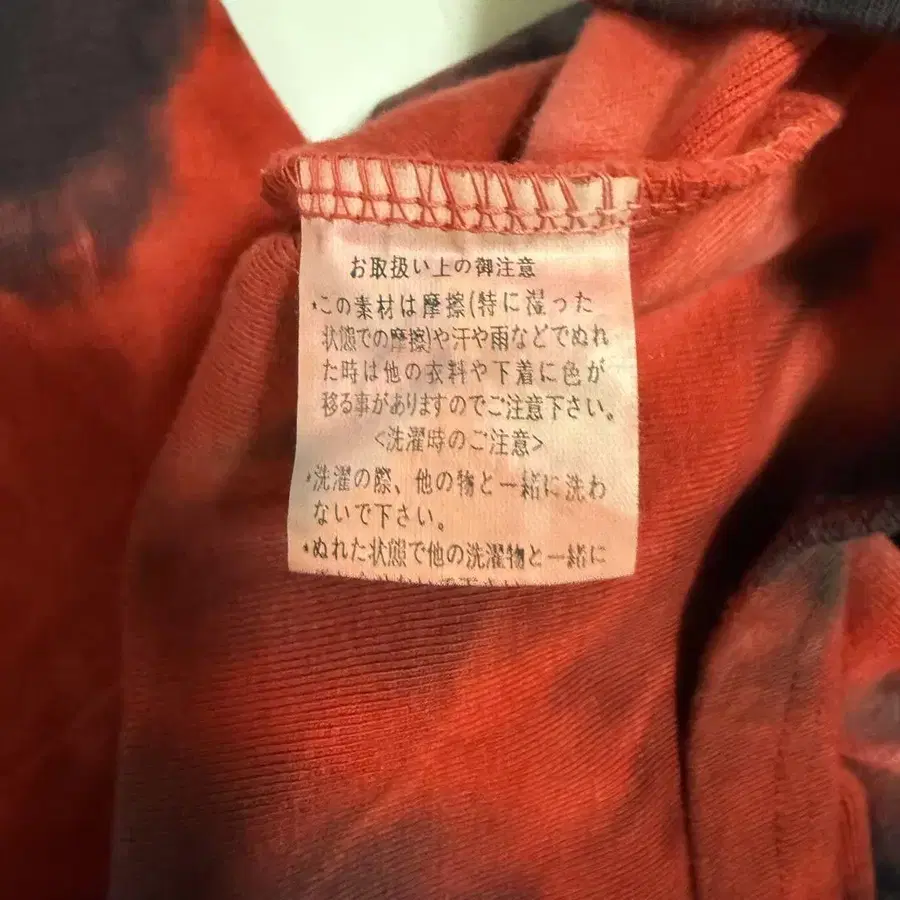 お取扱い上の御注意
*この素材は摩擦(特に湿った
状態での摩擦)や汗や雨などでぬれ
た時は他の衣料や下着に色が
移る事がありますのでご注意下さい。
<洗濯時のご注意>
*洗濯の際、他の物と一緒に洗わ
ないで下さい。
*ぬれた状態で他の洗濯物と一緒に